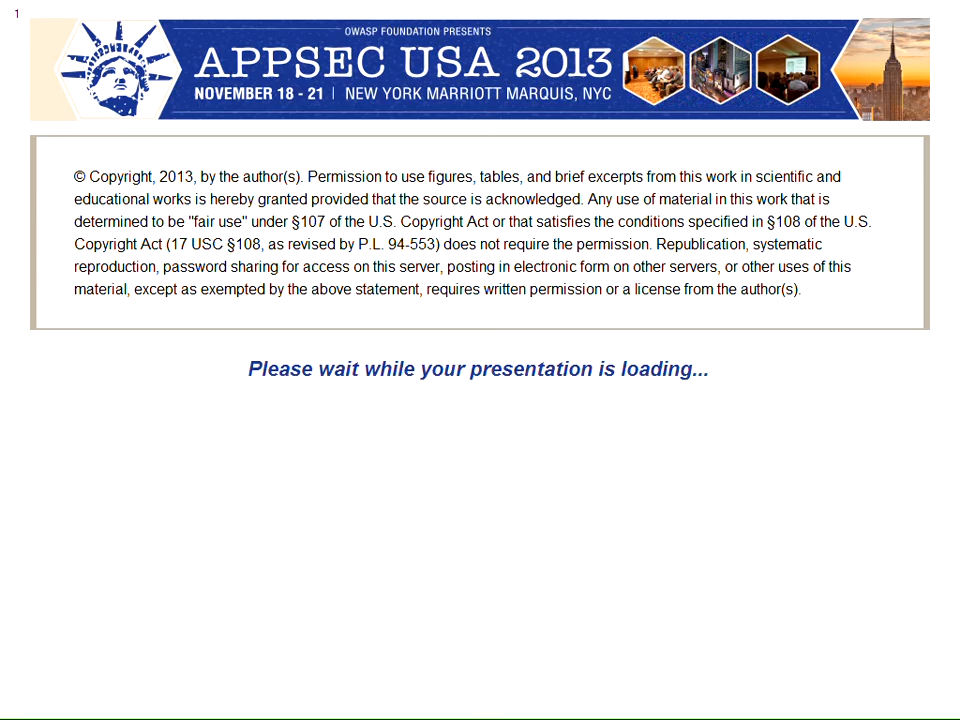 1
OWASP FOUNDATION PRESENTS
APPSEC USA 2013
NOVEMBER 18 - 21 | NEW YORK MARRIOTT MARQUIS, NYC
© Copyright, 2013, by the author(s). Permission to use figures, tables, and brief excerpts from this work in scientific and
educational works is hereby granted provided that the source is acknowledged. Any use of material in this work that is
determined to be "fair use" under §107 of the U.S. Copyright Act or that satisfies the conditions specified in §108 of the U.S.
Copyright Act (17 USC §108, as revised by P.L. 94-553) does not require the permission. Republication, systematic
reproduction, password sharing for access on this server, posting in electronic form on other servers, or other uses of this
material, except as exempted by the above statement, requires written permission or a license from the author(s).
Please wait while your presentation is loading...